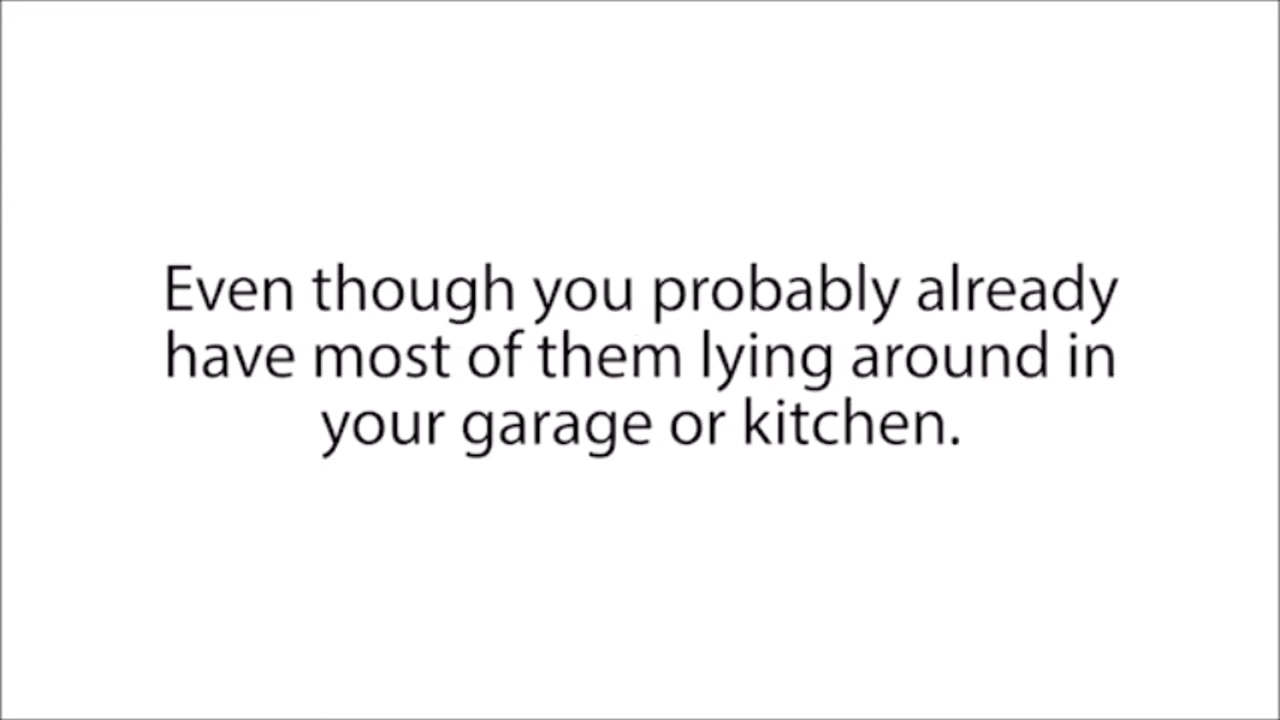 Even though you probably already
have most of them lying around in
your garage or kitchen.